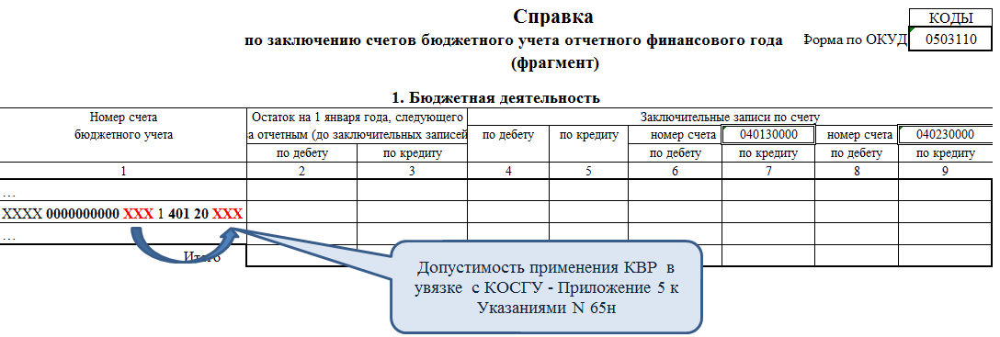 Справка
КОДЫ
по заключению счетов бюджетного учета отчетного финансового года
Форма по ОКУД
0503110
(фрагмент)
1. Бюджетная деятельность
Номер счета
бюджетного учета
Остаток на 1 января года, следующего
за отчетным (до заключительных записей
по дебету
по кредиту
Заключительные записи по счету
по дебету
по кредиту
номер счета
040130000
номер счета
040230000
по дебету
по кредиту
по дебету
по кредиту
1 2 3 4 5 6 7 8 9
...
XXXX 0000000000 XXX 1 401 20 XXX
...
Итого
Допустимость применения КВР в
увязке с КОСГУ - Приложение 5 к
Указаниями N 65н